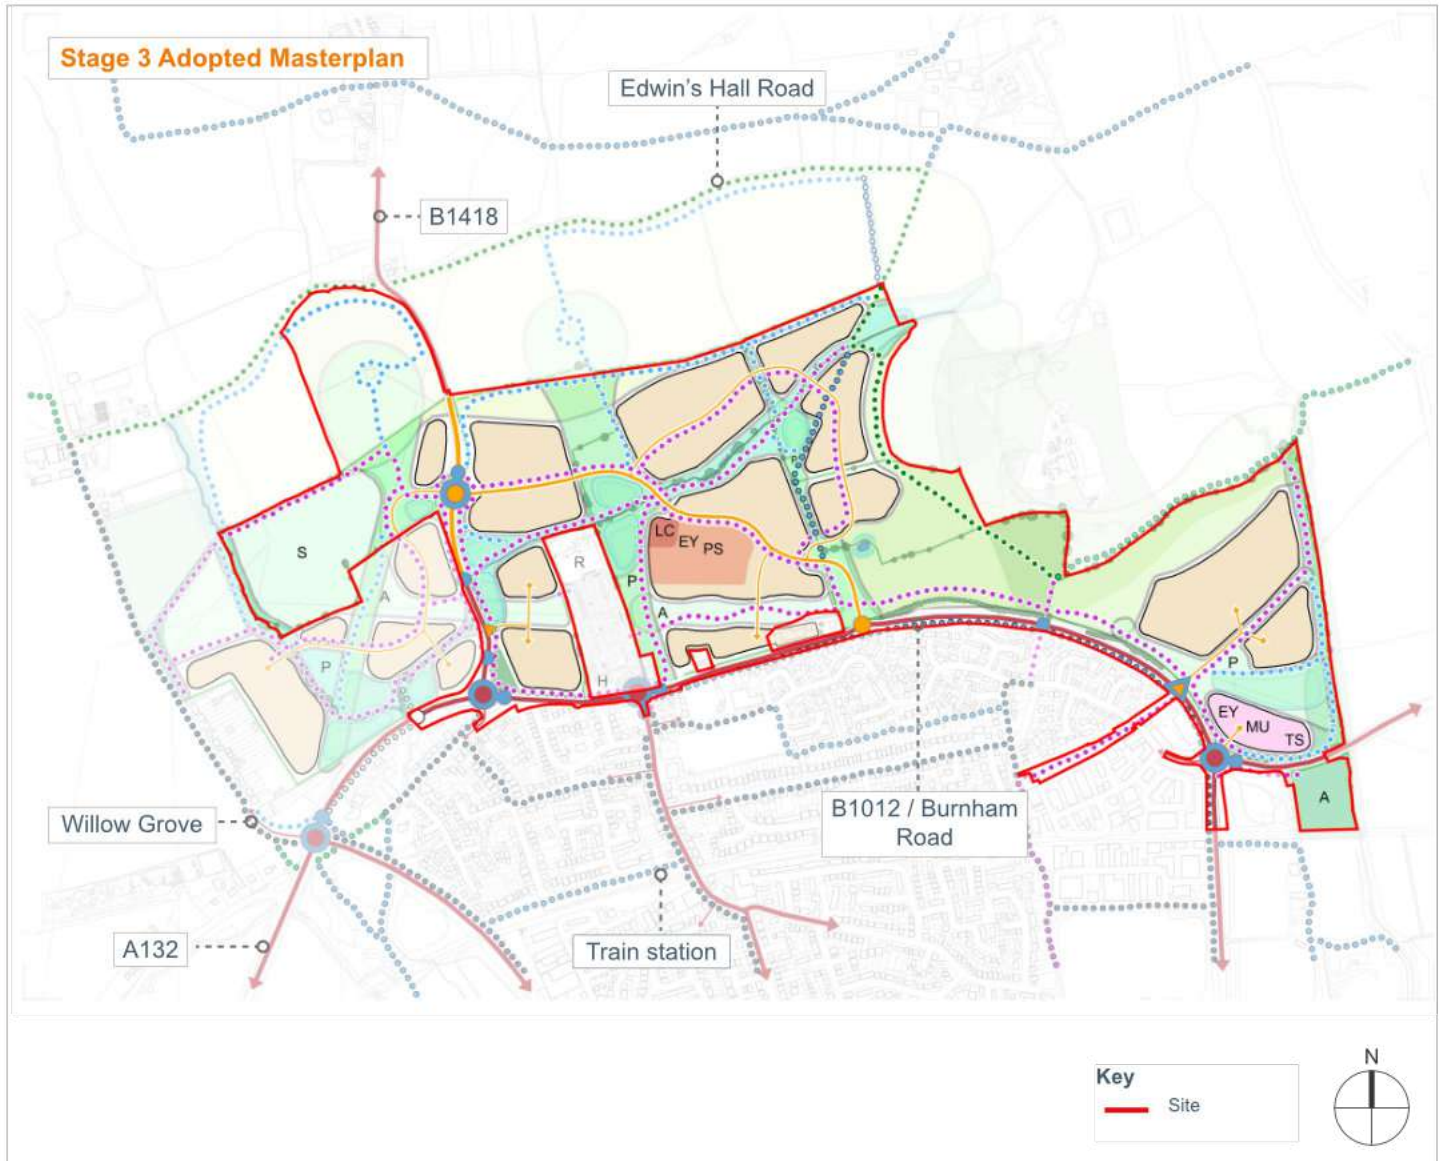 Stage 3 Adopted Masterplan
Edwin's Hall Road
B1418
S
A
P
R
H
LC
EY
PS
P
P
A
P
EY
MU
TS
A
Willow Grove
A132
Train station
B1012 / Burnham
Road
Key
Site
N